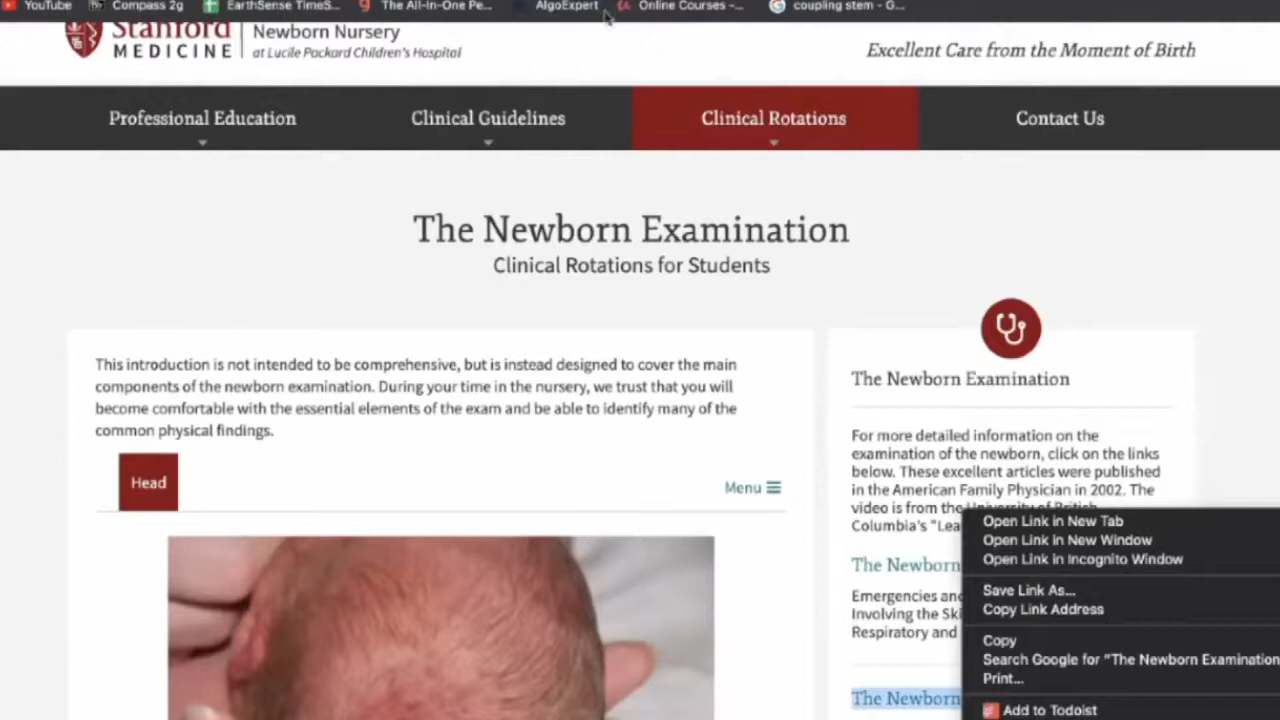 YouTube
Compass 2g
EarthSense TimeS...
The All-In-One Pe...
AlgoExpert
Online Courses -...
coupling stem - G...
Stanford
MEDICINE
Newborn Nursery
at Lucile Packard Children's Hospital
Excellent Care from the Moment of Birth
Professional Education
Clinical Guidelines
Clinical Rotations
Contact Us
The Newborn Examination
Clinical Rotations for Students
This introduction is not intended to be comprehensive, but is instead designed to cover the main
components of the newborn examination. During your time in the nursery, we trust that you will
become comfortable with the essential elements of the exam and be able to identify many of the
common physical findings.
Head
Menu
The Newborn Examination
For more detailed information on the
examination of the newborn, click on the links
below. These excellent articles were published
in the American Family Physician in 2002. The
video is from the University of British
Columbia's "Lea
The Newborn
Emergencies and
Involving the Ski
Respiratory and
The Newborn
Open Link in New Tab
Open Link in New Window
Open Link in Incognito Window
Save Link As...
Copy Link Address
Copy
Search Google for "The Newborn Examination
Print...
Add to Todoist